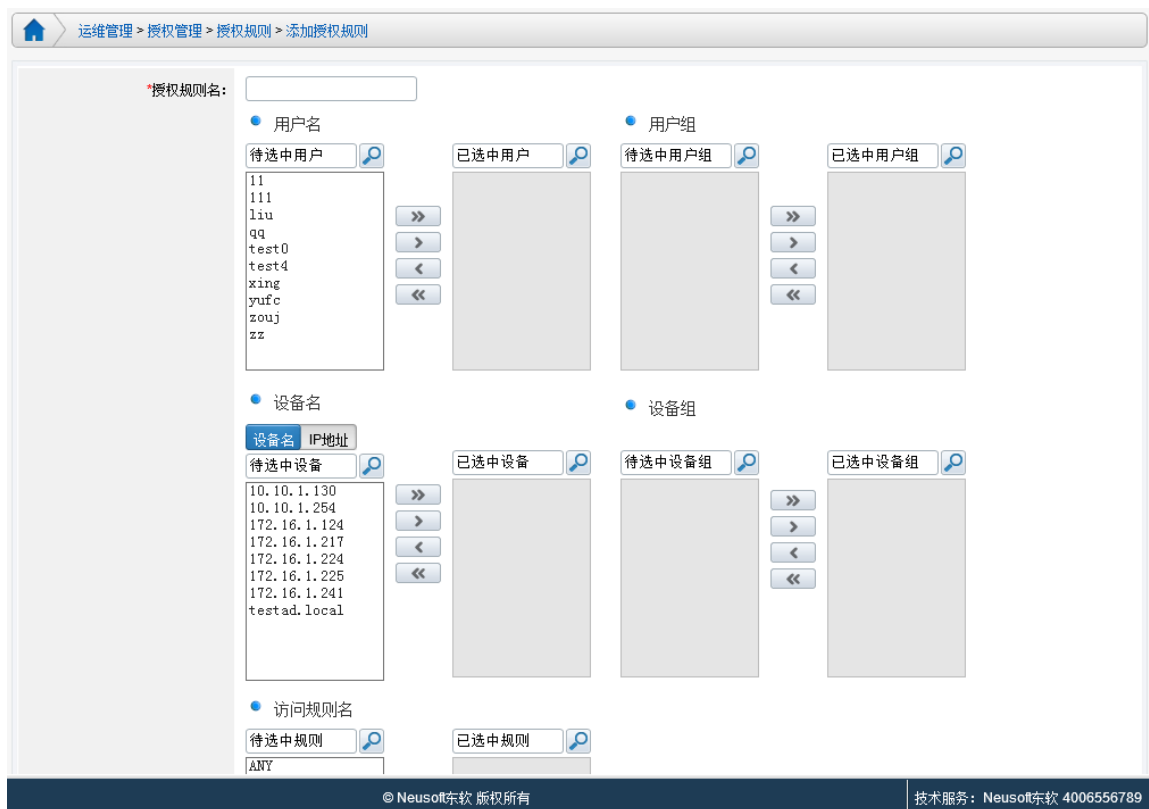 运维管理 > 授权管理 > 授权规则 > 添加授权规则
*授权规则名:
用户名
用户组
待选中用户
已选中用户
待选中用户组
已选中用户组
11
111
liu
qq
test0
test4
xing
yufc
zouj
zz
设备名
设备组
设备名 IP地址
待选中设备
已选中设备
待选中设备组
已选中设备组
10.10.1.130
10.10.1.254
172.16.1.124
172.16.1.217
172.16.1.224
172.16.1.225
172.16.1.241
testad.local
访问规则名
待选中规则
已选中规则
ANY
© Neusoft东软 版权所有
技术服务: Neusoft东软 4006556789